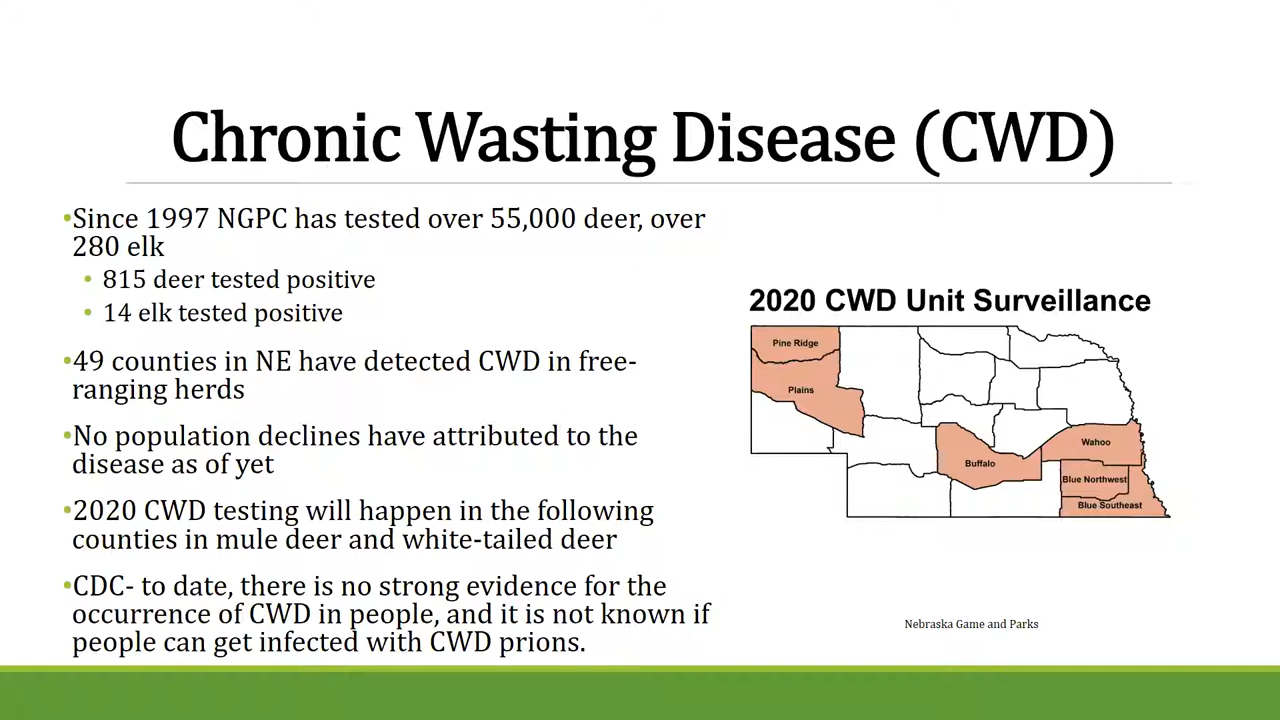 Chronic Wasting Disease (CWD)
•Since 1997 NGPC has tested over 55,000 deer, over
280 elk
• 815 deer tested positive
• 14 elk tested positive
•49 counties in NE have detected CWD in free-
ranging herds
•No population declines have attributed to the
disease as of yet
•2020 CWD testing will happen in the following
counties in mule deer and white-tailed deer
•CDC- to date, there is no strong evidence for the
occurrence of CWD in people, and it is not known if
people can get infected with CWD prions.
2020 CWD Unit Surveillance
Pine Ridge
Plains
Buffalo
Wahoo
Blue Northwest
Blue Southeast
Nebraska Game and Parks